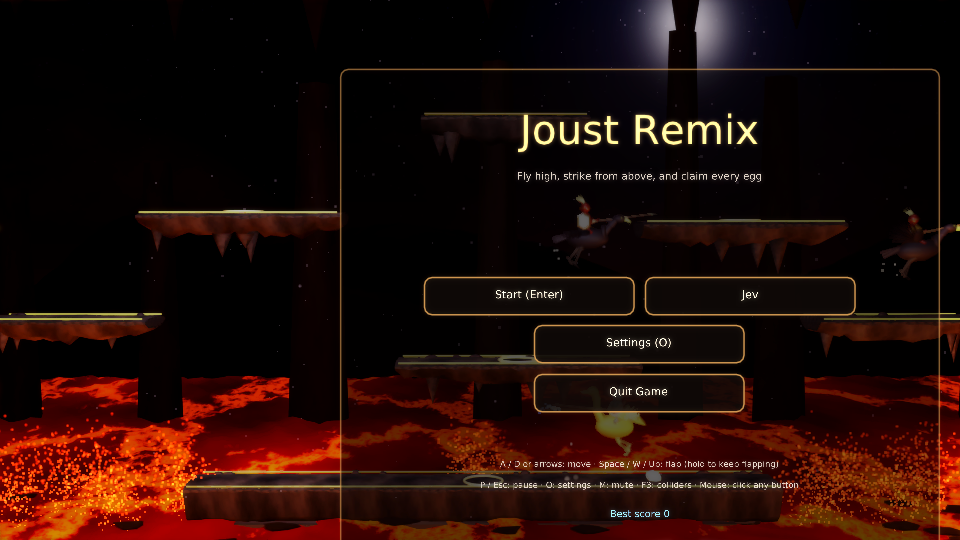 Joust Remix
Fly high, strike from above, and claim every egg
Start (Enter)
Jev
Settings (O)
Quit Game
A / D or arrows: move · Space / W / Up: flap (hold to keep flapping)
P / Esc: pause · O: settings · M: mute · F3: colliders · Mouse: click any button
Best score 0